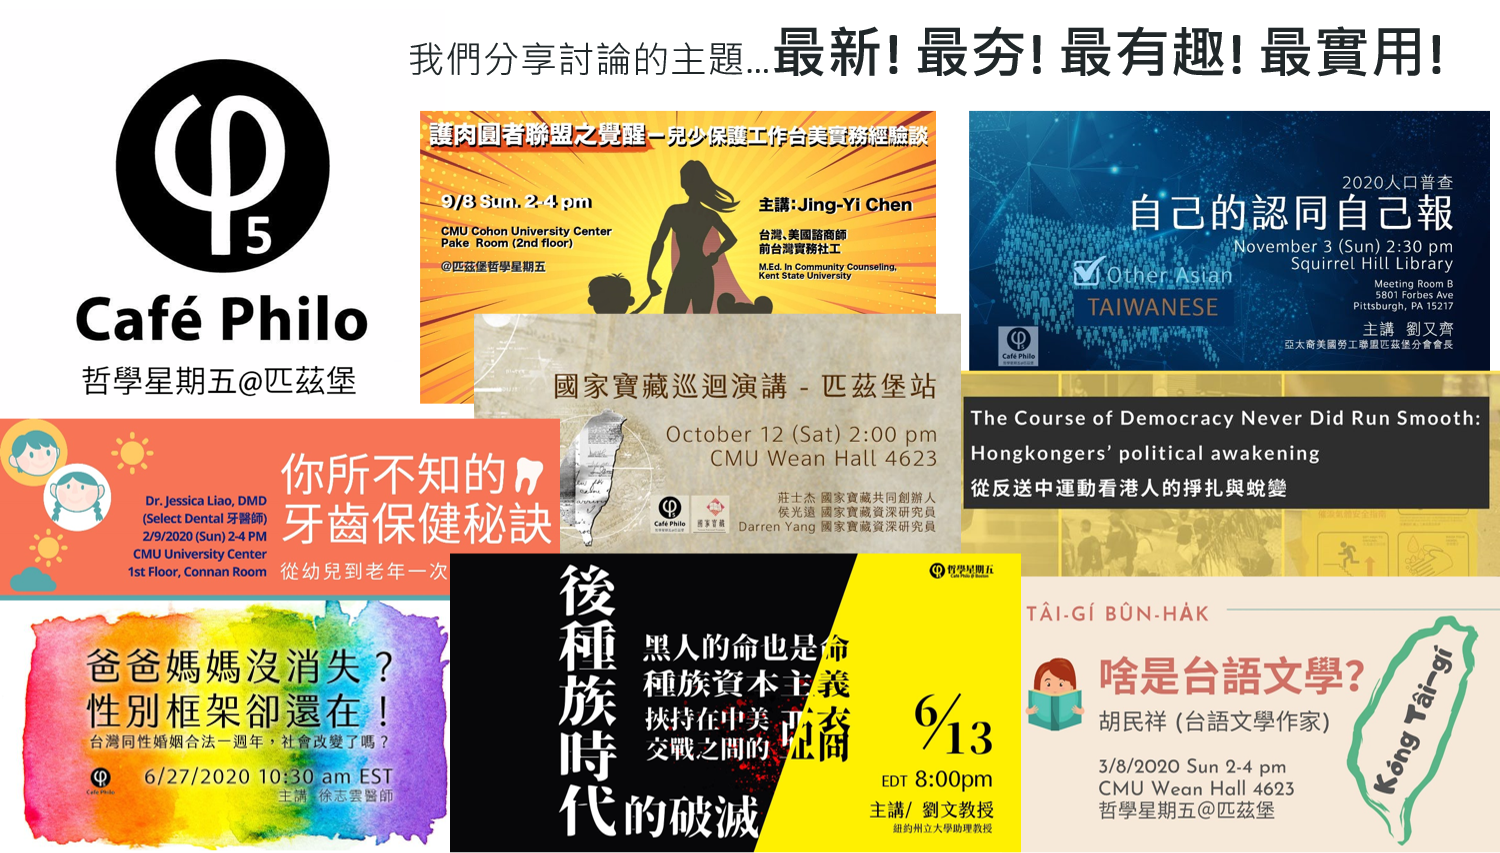 我們分享討論的主題...最新! 最夯! 最有趣! 最實用!
φ5
Café Philo
哲學星期五@匹茲堡
護肉圓者聯盟之覺醒—兒少保護工作台美實務經驗談
9/8 Sun. 2-4 pm
CMU Cohon University Center
Pake Room (2nd floor)
@匹茲堡哲學星期五
主講:Jing-Yi Chen
台灣、美國諮商師
前台灣實務社工
M.Ed. In Community Counseling,
Kent State University
2020人口普查
自己的認同自己報
November 3 (Sun) 2:30 pm
Squirrel Hill Library
Meeting Room B
5801 Forbes Ave
Pittsburgh, PA 15217
Other Asian
TAIWANESE
主講 劉又齊
亞太裔美國勞工聯盟匹茲堡分會會長
Café Philo
國家寶藏巡迴演講 - 匹茲堡站
October 12 (Sat) 2:00 pm
CMU Wean Hall 4623
莊士杰 國家寶藏共同創辦人
侯光遠 國家寶藏資深研究員
Darren Yang 國家寶藏資深研究員
Café Philo
國家寶藏
The Course of Democracy Never Did Run Smooth:
Hongkongers' political awakening
從反送中運動看港人的掙扎與蛻變
你所不知的
牙齒保健秘訣
從幼兒到老年一次
Dr. Jessica Liao, DMD
(Select Dental 牙醫師)
2/9/2020 (Sun) 2-4 PM
CMU University Center
1st Floor, Connan Room
爸爸媽媽沒消失？
性別框架卻還在！
台灣同性婚姻合法一週年，社會改變了嗎？
6/27/2020 10:30 am EST
主講 徐志雲醫師
Café Philo
後種族時代
的破滅
黑人的命也是命
種族資本主義
挾持在中美
交戰之間的
亞裔
哲學星期五
Café Philo @ Boston
6/13
EDT 8:00pm
主講/ 劉文教授
紐約州立大學助理教授
TÂI-GÍ BÛN-HA̍K
啥是台語文學?
胡民祥 (台語文學作家)
3/8/2020 Sun 2-4 pm
CMU Wean Hall 4623
哲學星期五@匹茲堡
Kóng Tâi-gí